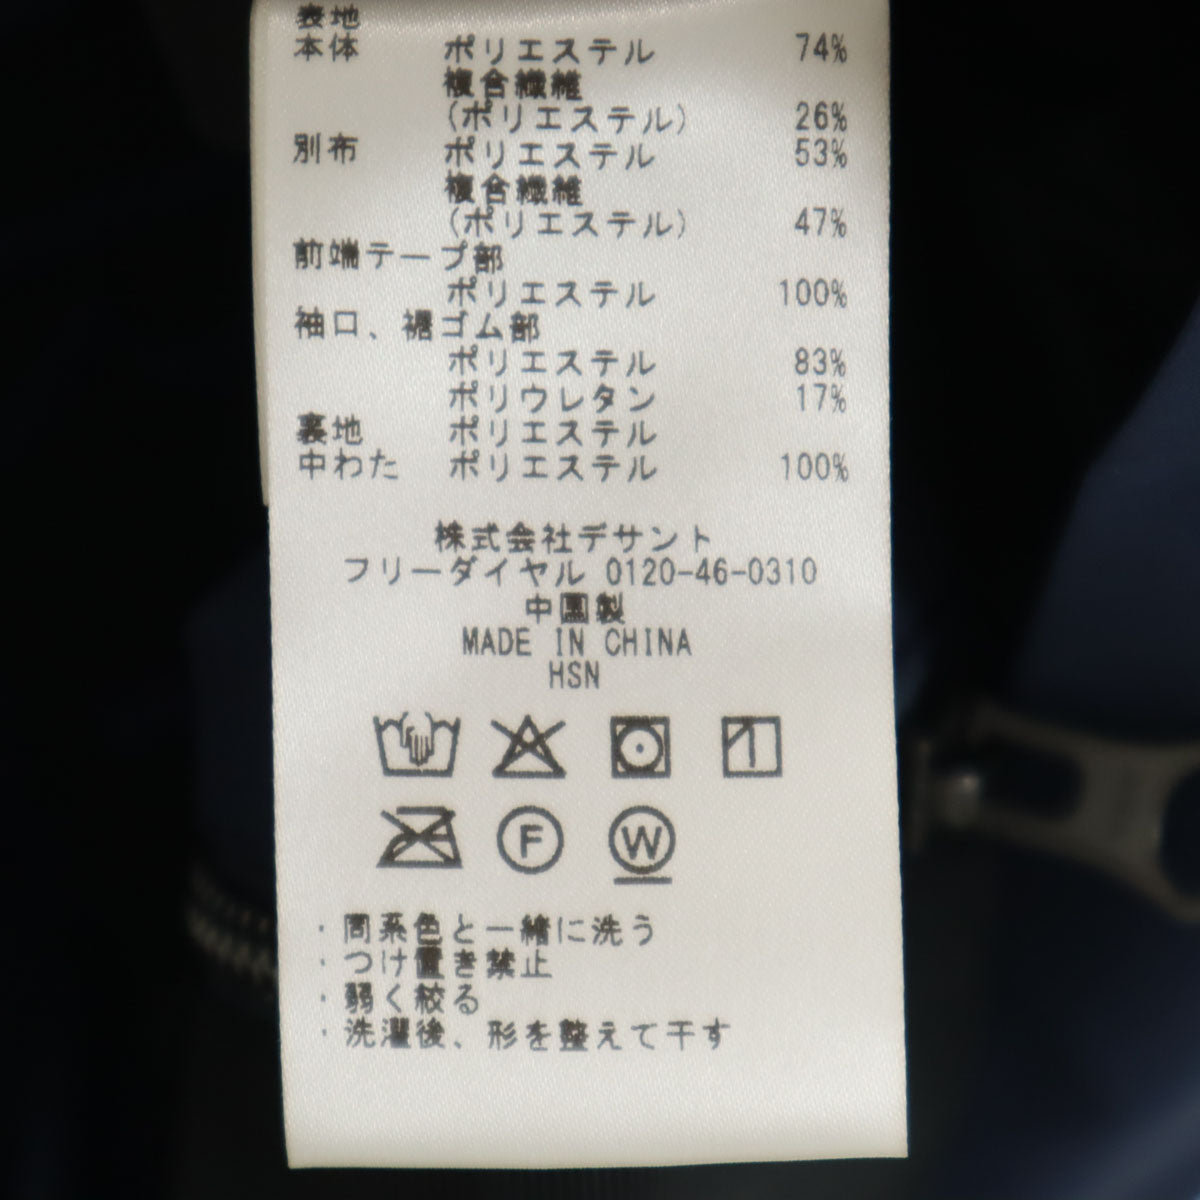 表地
本体 ポリエステル 74%
複合繊維
(ポリエステル) 26%
別布 ポリエステル 53%
複合繊維
(ポリエステル) 47%
前端テープ部
ポリエステル 100%
袖口、裾ゴム部
ポリエステル 83%
ポリウレタン 17%
裏地 ポリエステル
中わた ポリエステル 100%
株式会社デサント
フリーダイヤル 0120-46-0310
中国製
MADE IN CHINA
HSN
F W
・同系色と一緒に洗う
・つけ置き禁止
・弱く絞る
・洗濯後、形を整えて干す